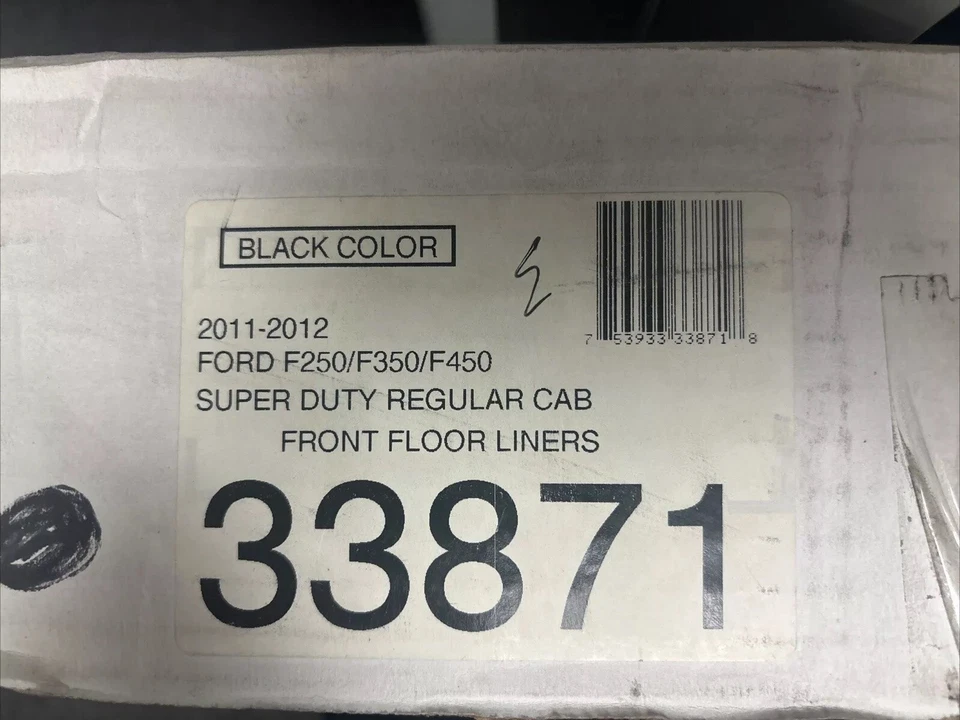 BLACK COLOR
7 53933 33871 8
2011-2012
FORD F250/F350/F450
SUPER DUTY REGULAR CAB
FRONT FLOOR LINERS
33871